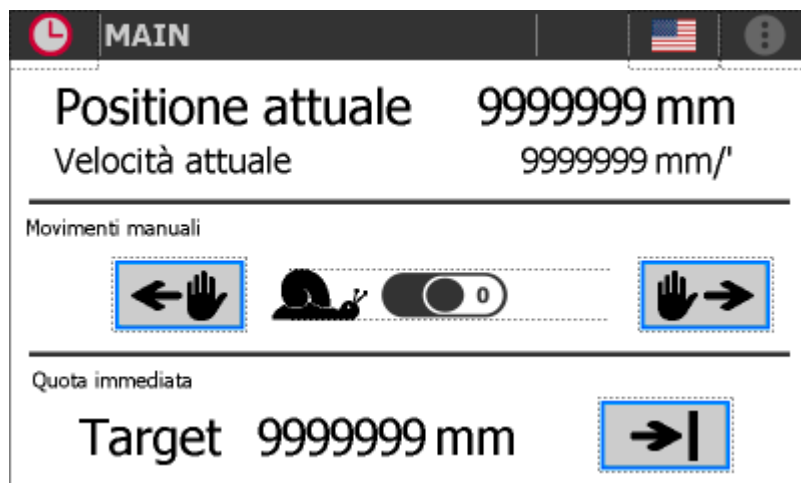 MAIN
Positione attuale 9999999 mm
Velocità attuale 9999999 mm/'
Movimenti manuali
0
Quota immediata
Target 9999999 mm